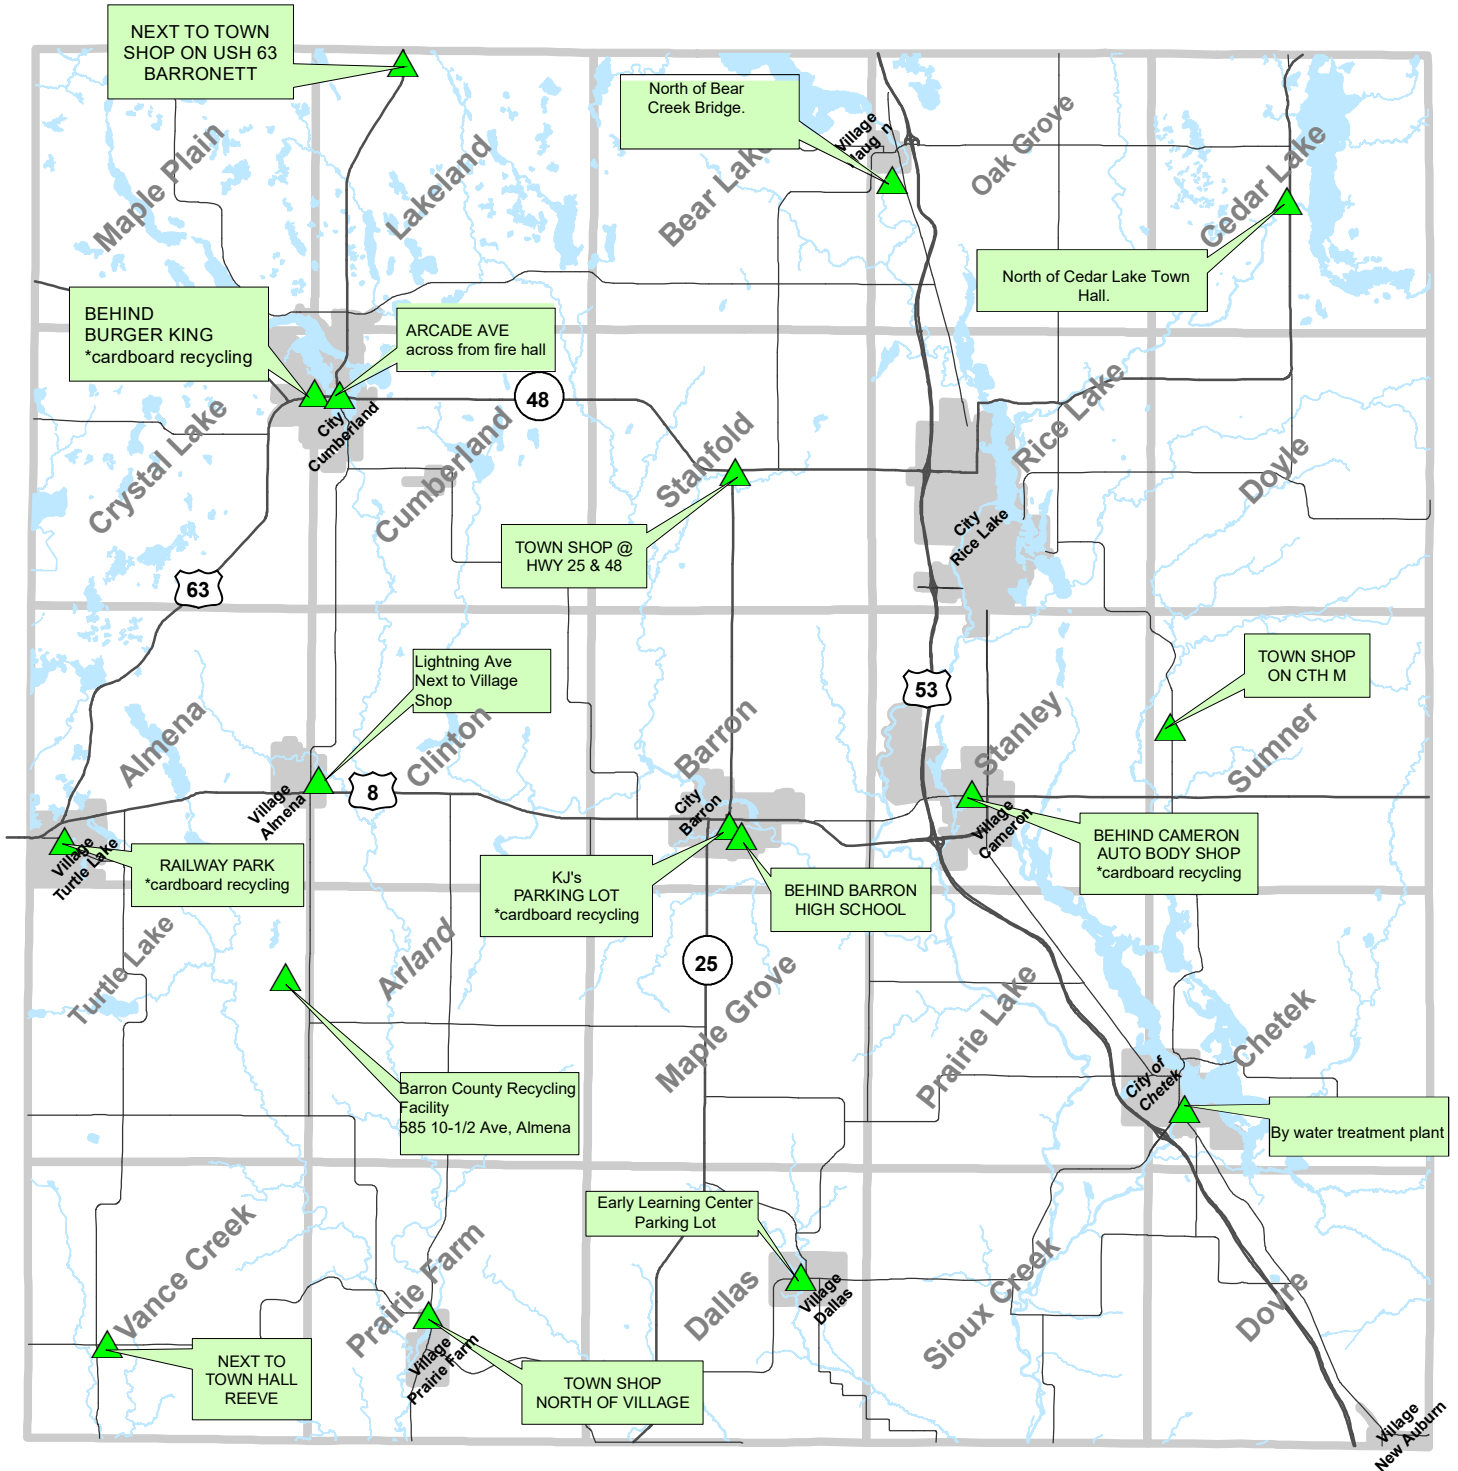 NEXT TO TOWN
SHOP ON USH 63
BARRONETT
North of Bear
Creek Bridge.
Village
Maple Plain
Lakeland
Bear Lake
Oak Grove
Cedar Lake
North of Cedar Lake Town
Hall.
BEHIND
BURGER KING
*cardboard recycling
ARCADE AVE
across from fire hall
48
City
Cumberland
Crystal Lake
Cumberland
Stanfold
Rice Lake
Doyle
City
Rice Lake
TOWN SHOP @
HWY 25 & 48
63
Lightning Ave
Next to Village
Shop
TOWN SHOP
ON CTH M
53
Almena
Clinton
Barron
Stanley
Sumner
8
Village
Almena
City
Barron
Village
Cameron
Village
Turtle Lake
RAILWAY PARK
*cardboard recycling
KJ's
PARKING LOT
*cardboard recycling
BEHIND BARRON
HIGH SCHOOL
BEHIND CAMERON
AUTO BODY SHOP
*cardboard recycling
Turtle Lake
Arland
25
Maple Grove
Prairie Lake
Chetek
City of
Chetek
Barron County Recycling
Facility
585 10-1/2 Ave, Almena
By water treatment plant
Early Learning Center
Parking Lot
Vance Creek
Prairie Farm
Dallas
Village
Dallas
Sioux Creek
Dovre
NEXT TO
TOWN HALL
REEVE
Village
Prairie Farm
TOWN SHOP
NORTH OF VILLAGE
Village
New Auburn